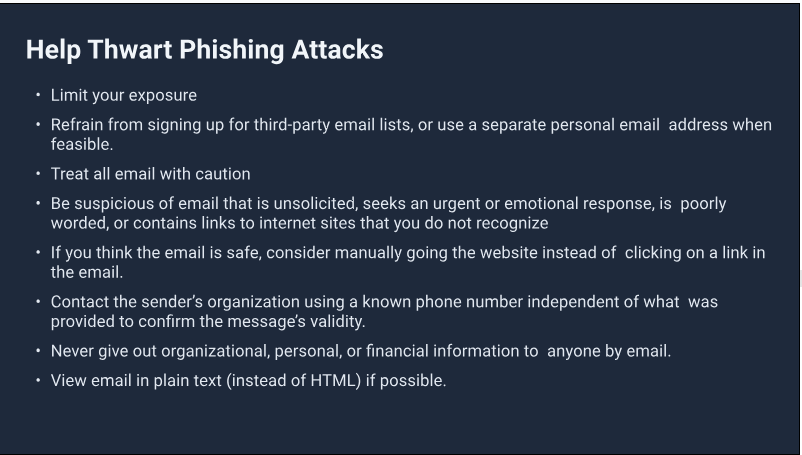 Help Thwart Phishing Attacks
• Limit your exposure
• Refrain from signing up for third-party email lists, or use a separate personal email  address when
feasible.
• Treat all email with caution
• Be suspicious of email that is unsolicited, seeks an urgent or emotional response, is  poorly
worded, or contains links to internet sites that you do not recognize
• If you think the email is safe, consider manually going the website instead of  clicking on a link in
the email.
• Contact the sender’s organization using a known phone number independent of what  was
provided to confirm the message’s validity.
• Never give out organizational, personal, or financial information to  anyone by email.
• View email in plain text (instead of HTML) if possible.